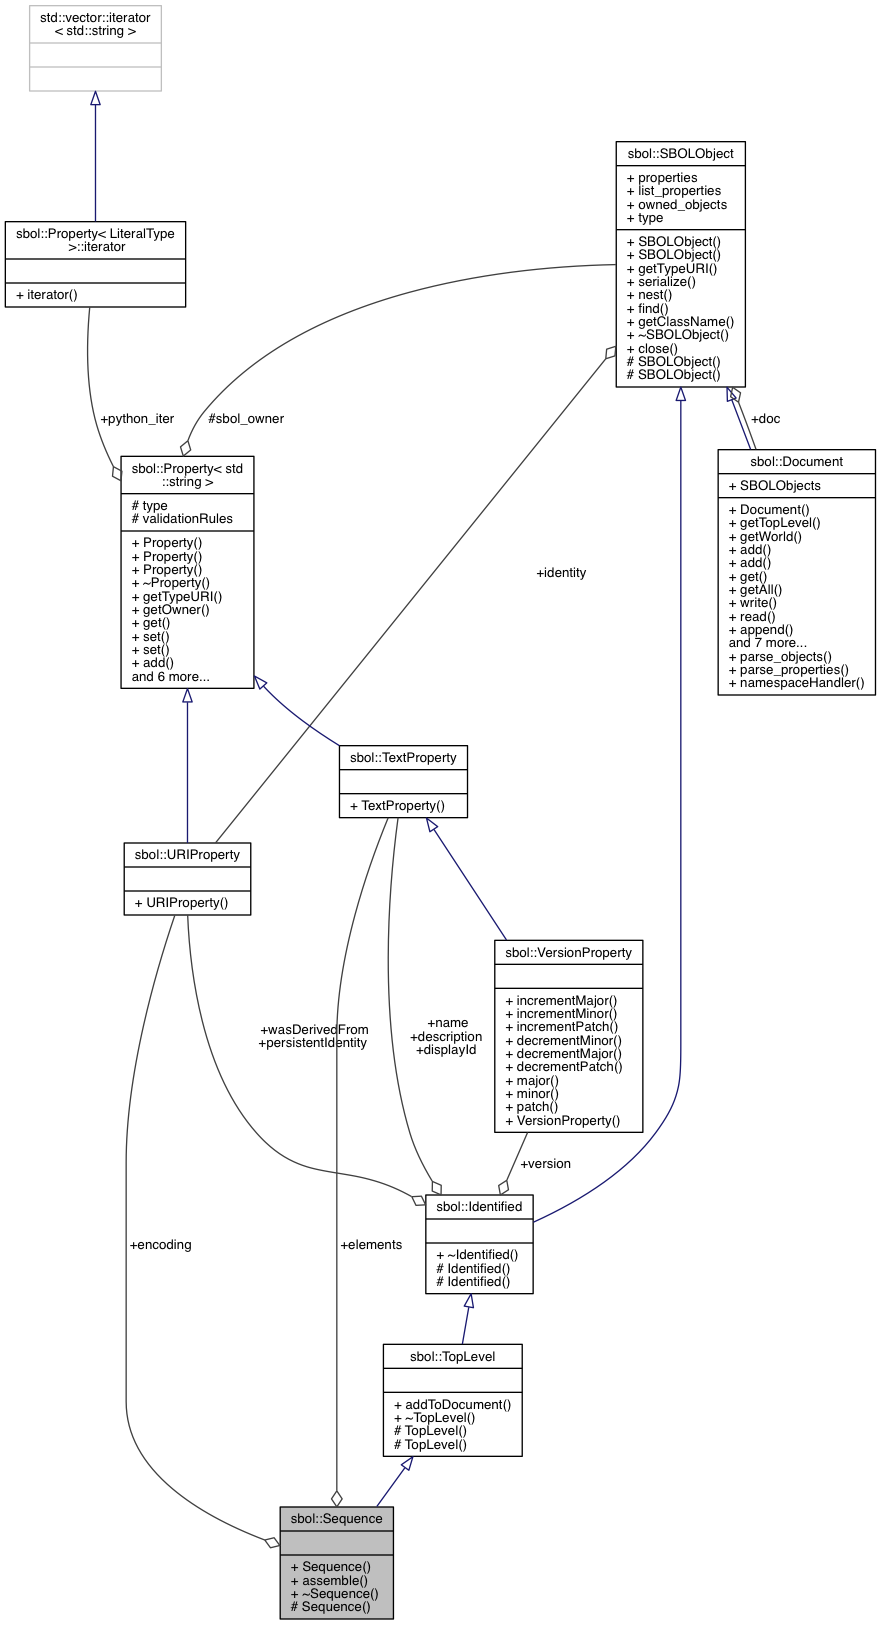 std::vector::iterator
< std::string >
sbol::SBOLObject
+ properties
+ list_properties
+ owned_objects
+ type
+ SBOLObject()
+ SBOLObject()
+ getTypeURI()
+ serialize()
+ nest()
+ find()
+ getClassName()
+ ~SBOLObject()
+ close()
# SBOLObject()
# SBOLObject()
sbol::Property< LiteralType
>::iterator
+ iterator()
+python_iter
#sbol_owner
+doc
sbol::Property< std
::string >
# type
# validationRules
+ Property()
+ Property()
+ Property()
+ ~Property()
+ getTypeURI()
+ getOwner()
+ get()
+ set()
+ set()
+ add()
and 6 more...
sbol::Document
+ SBOLObjects
+ Document()
+ getTopLevel()
+ getWorld()
+ add()
+ add()
+ get()
+ getAll()
+ write()
+ read()
+ append()
and 7 more...
+ parse_objects()
+ parse_properties()
+ namespaceHandler()
+identity
sbol::TextProperty
+ TextProperty()
sbol::URIProperty
+ URIProperty()
sbol::VersionProperty
+ incrementMajor()
+ incrementMinor()
+ incrementPatch()
+ decrementMinor()
+ decrementMajor()
+ decrementPatch()
+ major()
+ minor()
+ patch()
+ VersionProperty()
+wasDerivedFrom
+persistentIdentity
+name
+description
+displayId
+version
sbol::Identified
+ ~Identified()
# Identified()
# Identified()
+encoding
+elements
sbol::TopLevel
+ addToDocument()
+ ~TopLevel()
# TopLevel()
# TopLevel()
sbol::Sequence
+ Sequence()
+ assemble()
+ ~Sequence()
# Sequence()